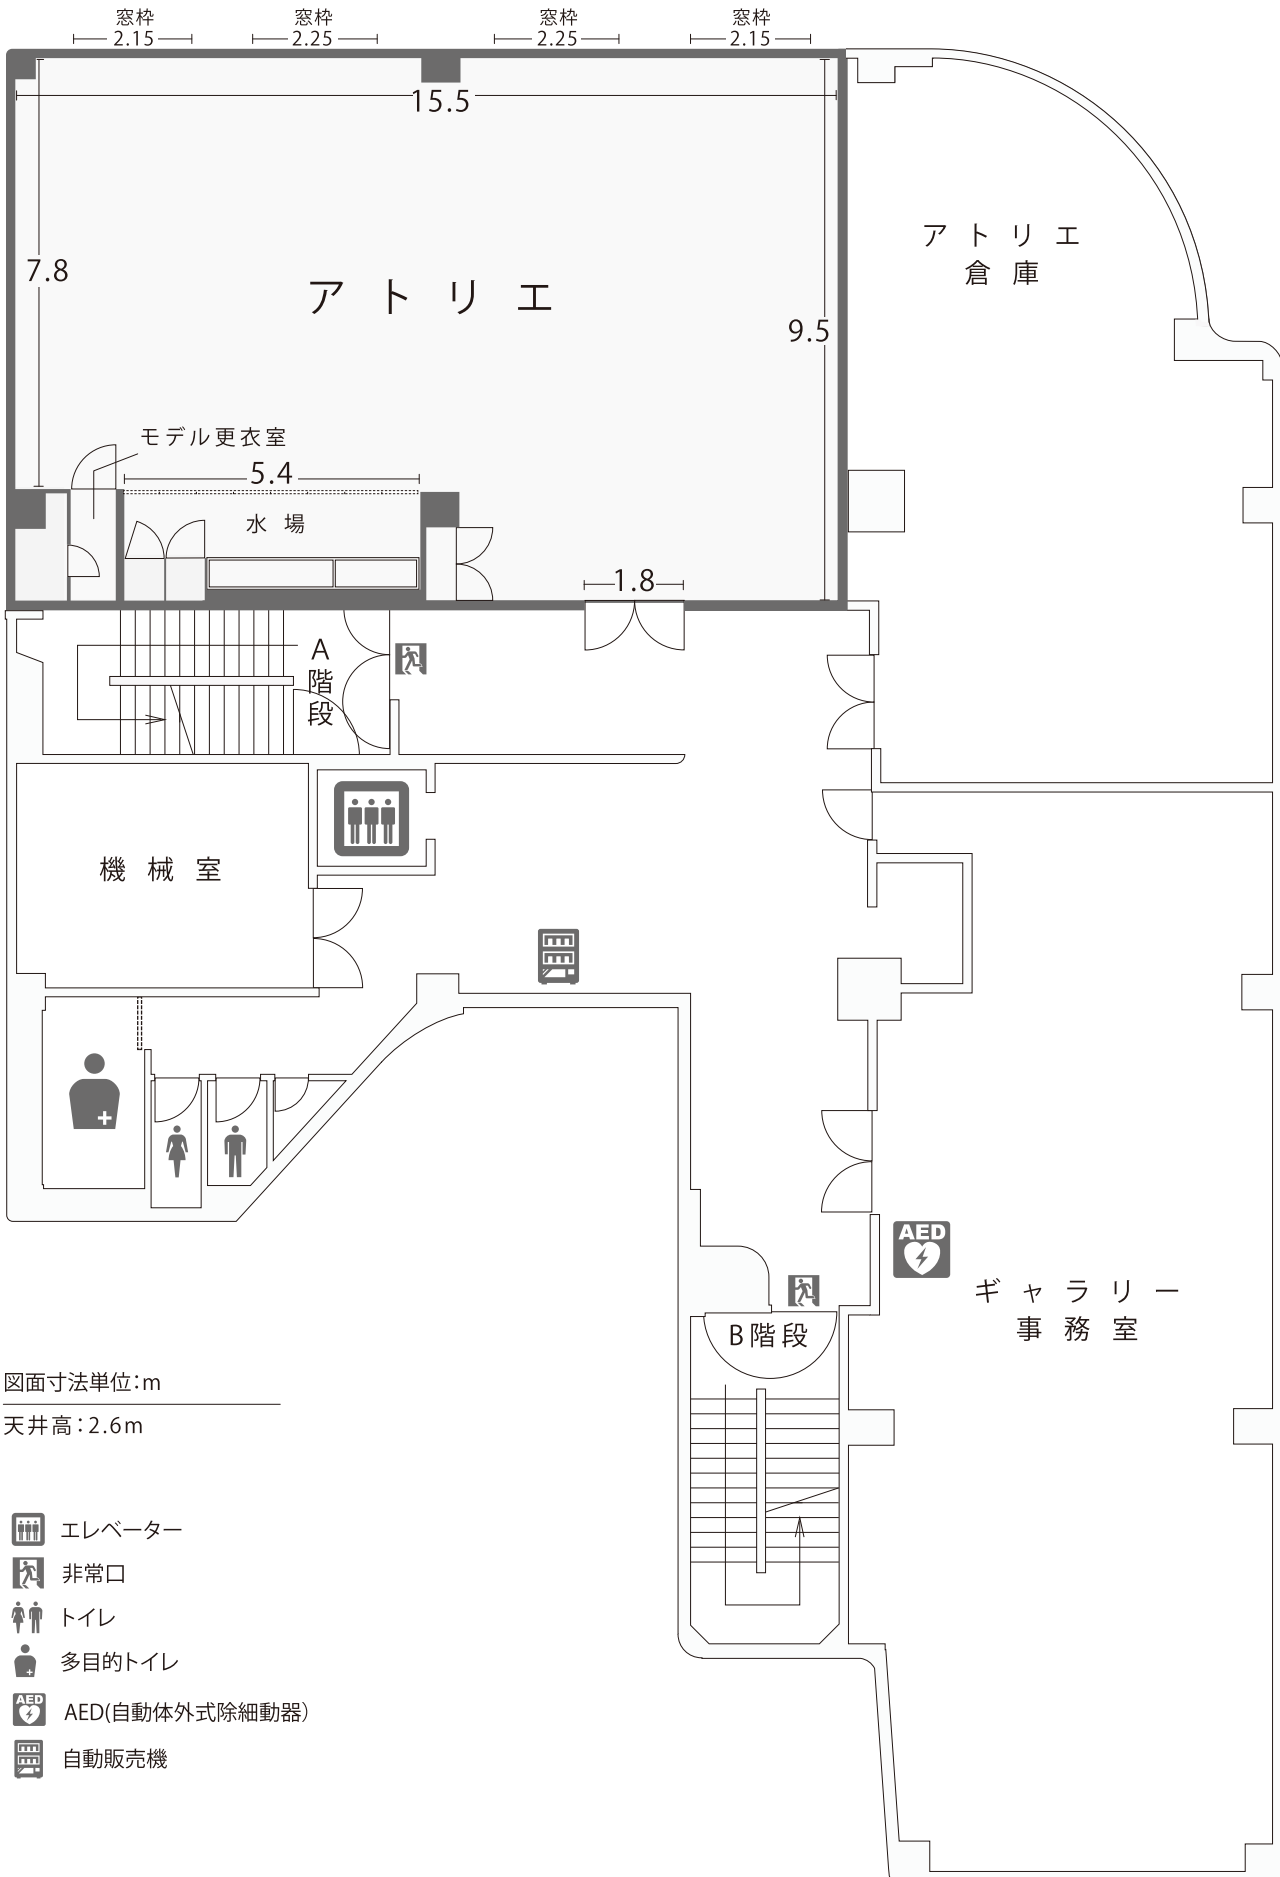 窓枠
2.15
窓枠
2.25
窓枠
2.25
窓枠
2.15
15.5
7.8
アトリエ
9.5
アトリエ
倉庫
モデル更衣室
5.4
水場
1.8
A
階
段
機械室
AED
ギャラリー
事務室
B階段
図面寸法単位：m
天井高：2.6m
エレベーター
非常口
トイレ
多目的トイレ
AED
AED(自動体外式除細動器）
自動販売機